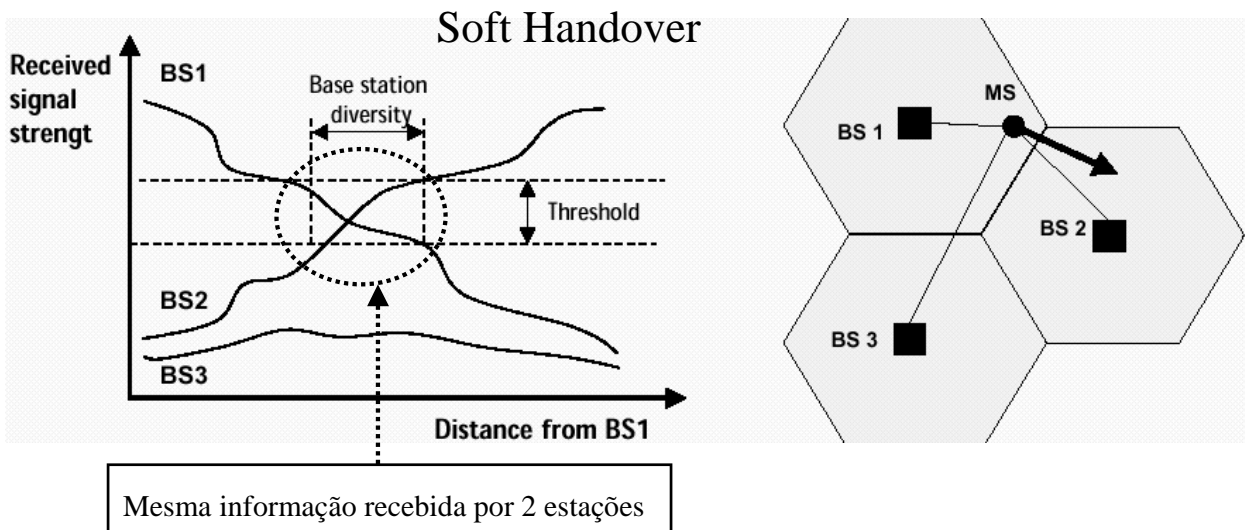 Soft Handover
Received
signal
strengt
BS1
Base station
diversity
Threshold
BS2
BS3
Distance from BS1
Mesma informação recebida por 2 estações
MS
BS 1
BS 2
BS 3